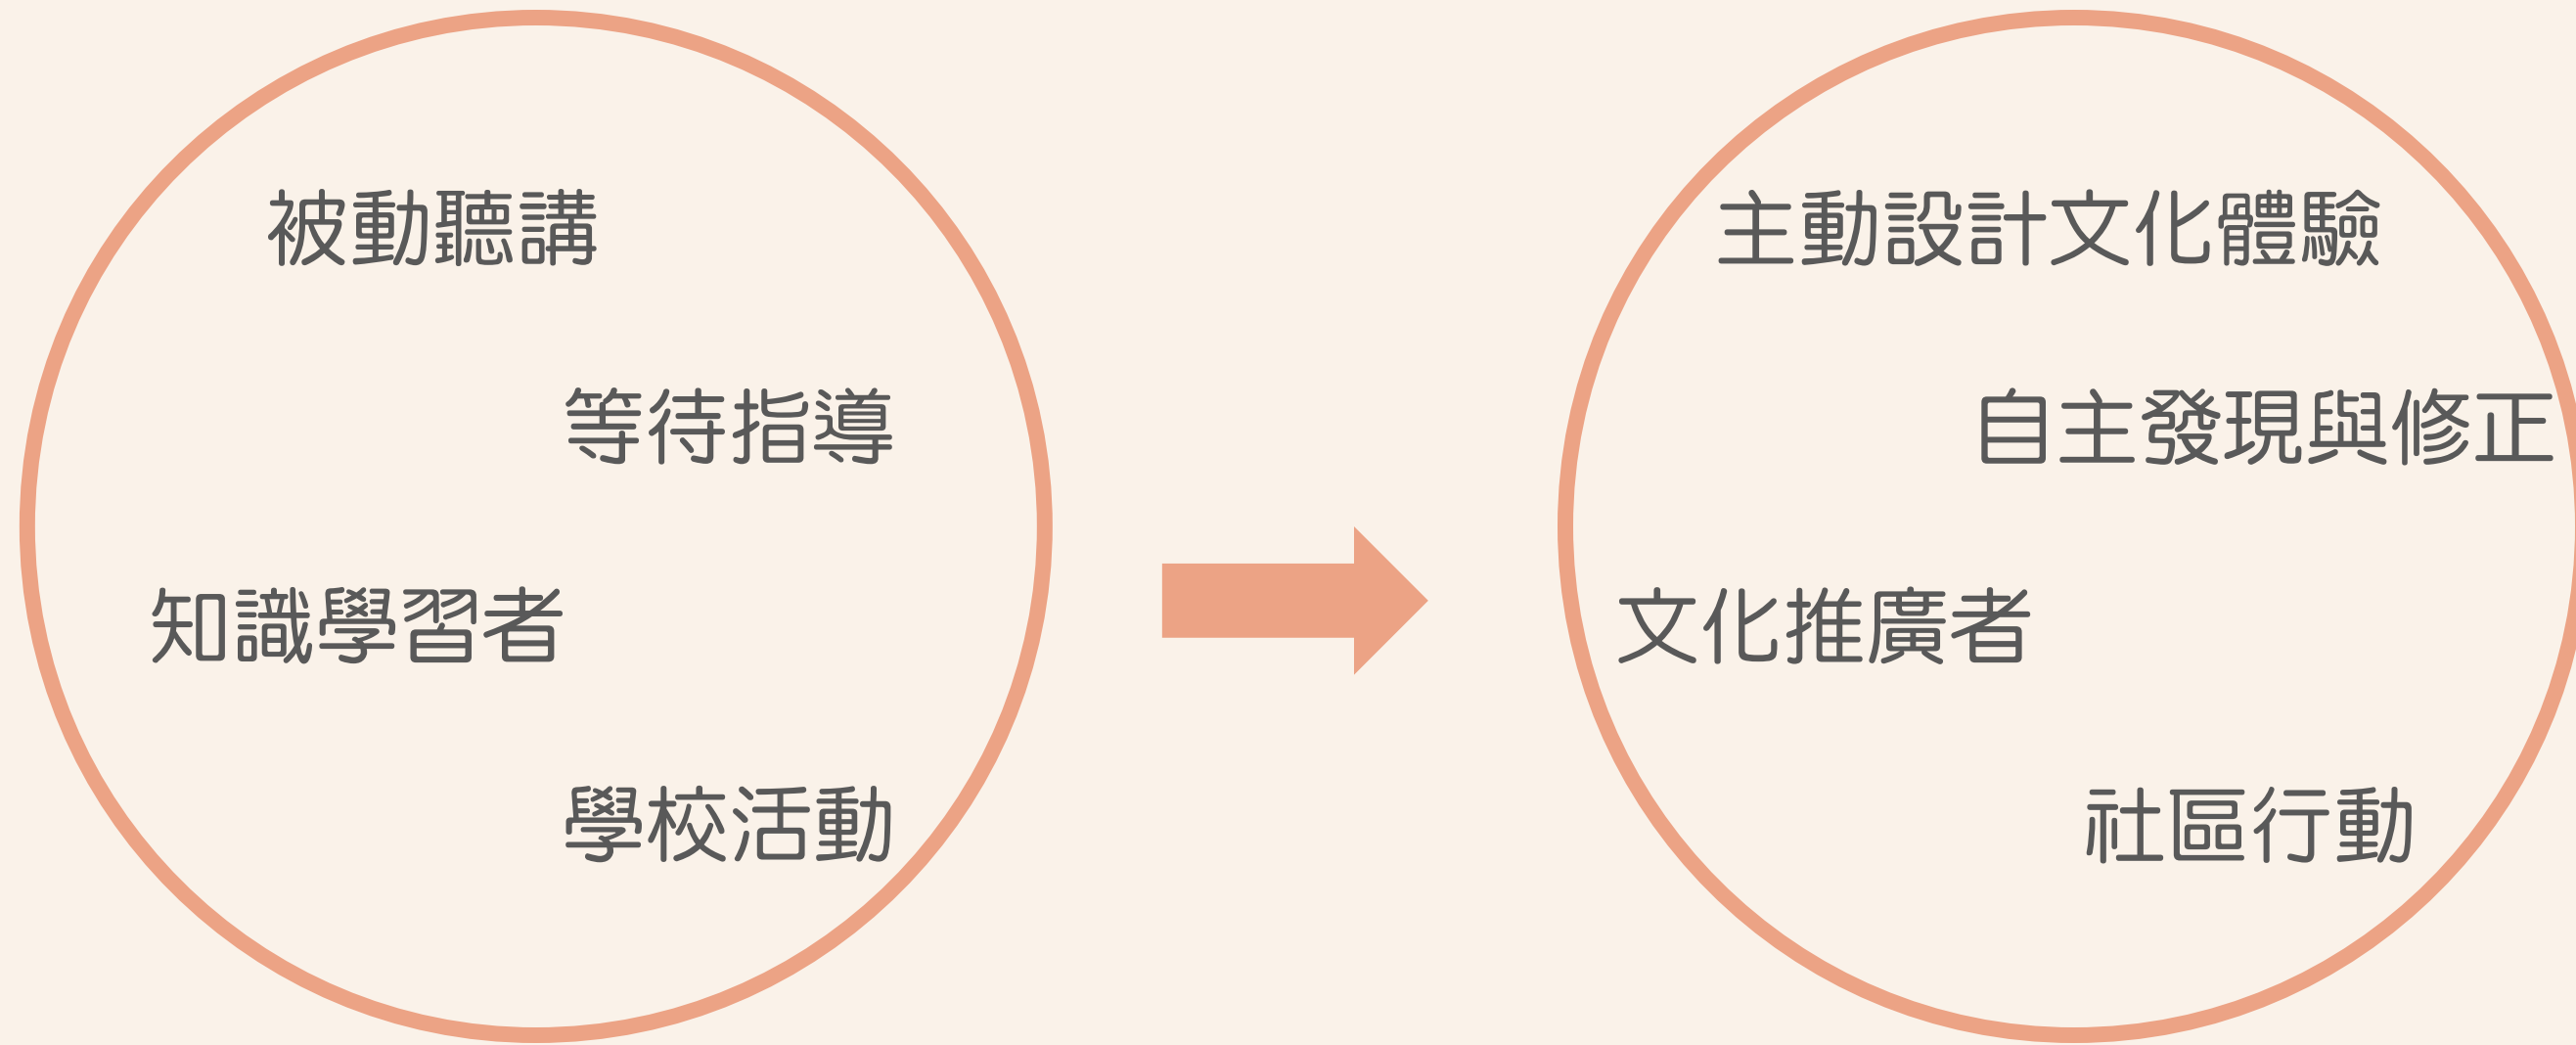 被動聽講
等待指導
知識學習者
學校活動
主動設計文化體驗
自主發現與修正
文化推廣者
社區行動